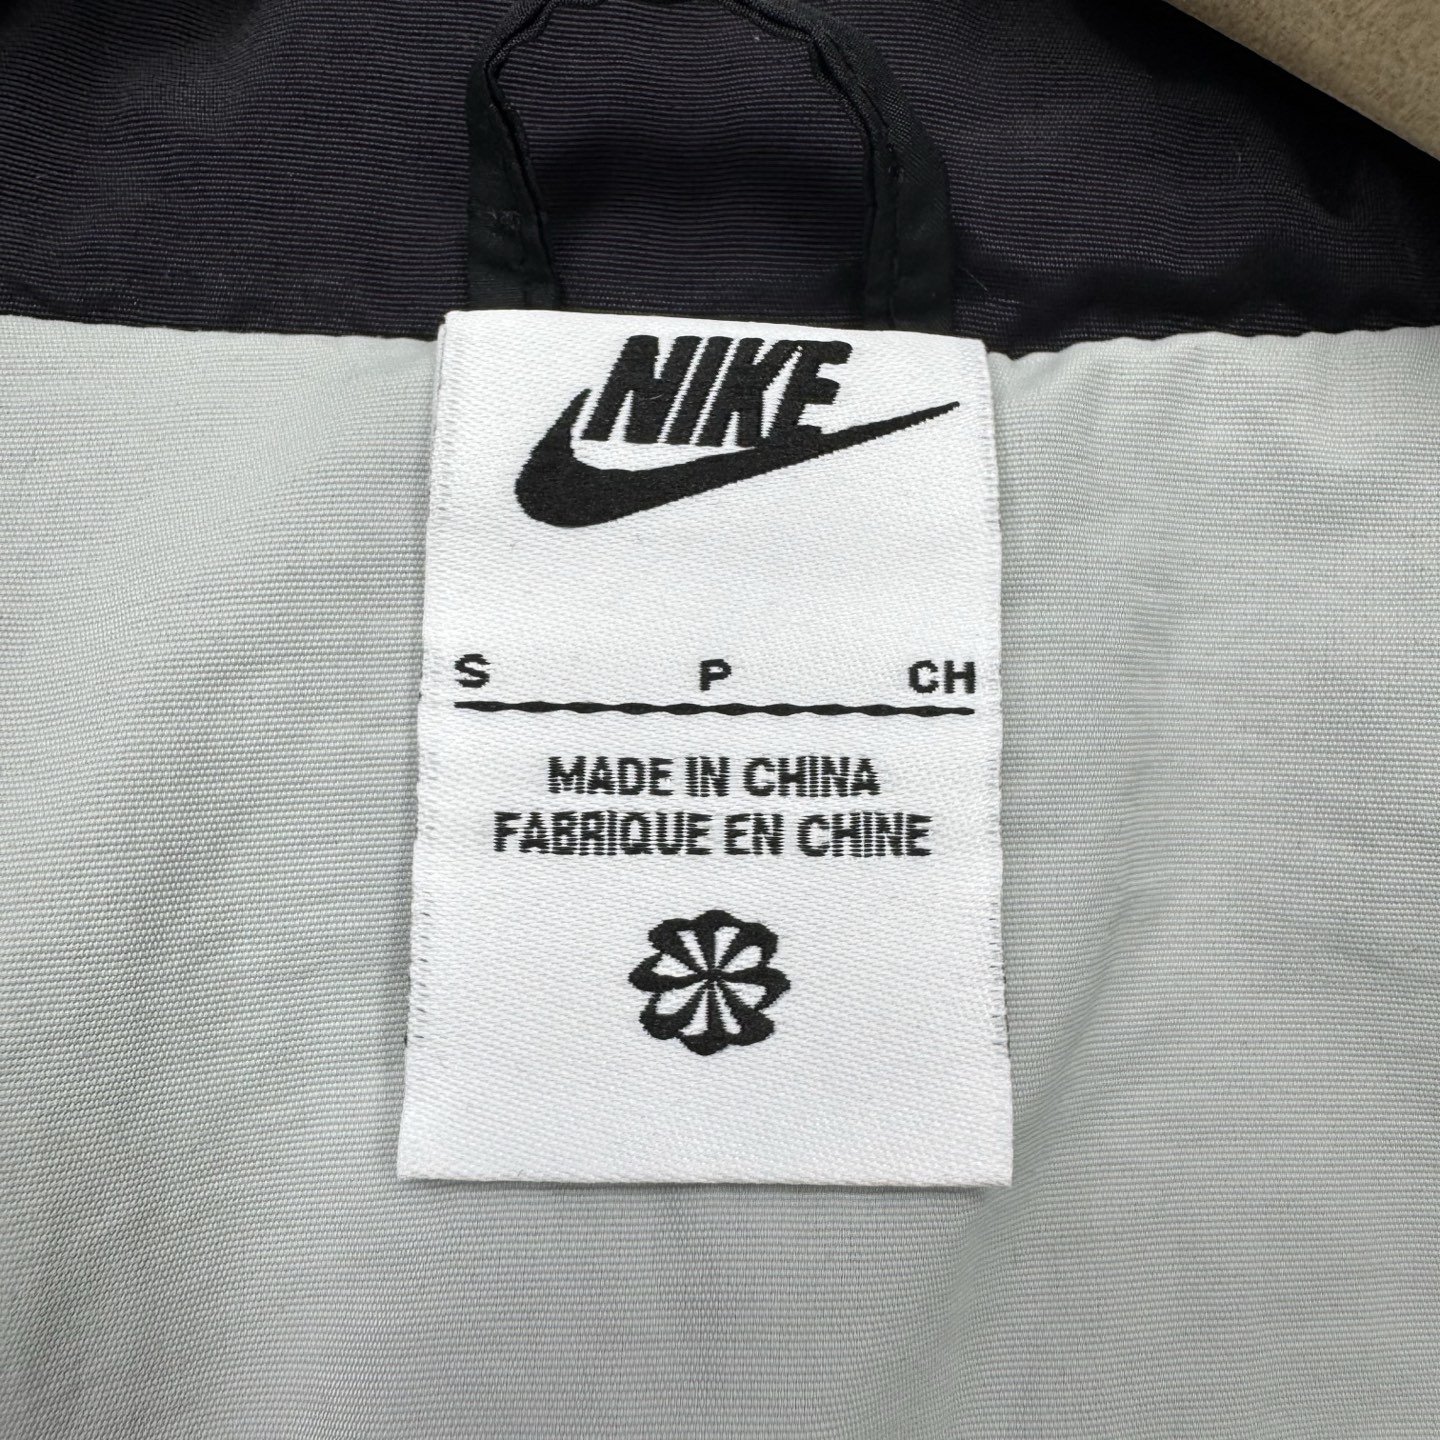 NIKE
S P CH
MADE IN CHINA
FABRIQUE EN CHINE